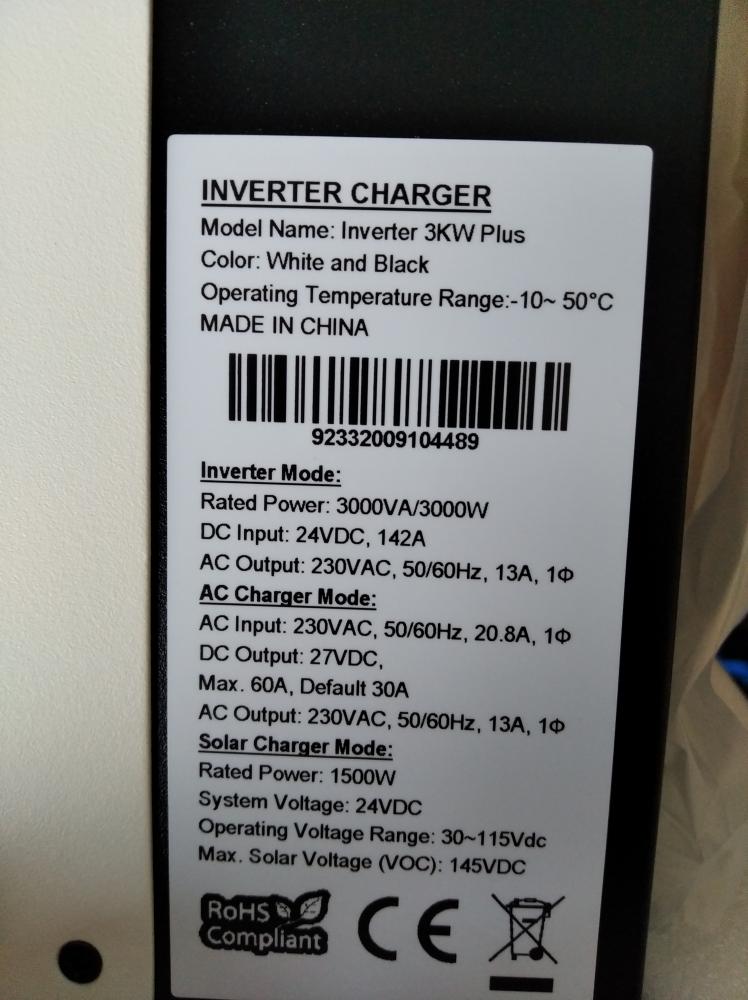 INVERTER CHARGER
Model Name: Inverter 3KW Plus
Color: White and Black
Operating Temperature Range:-10~ 50°C
MADE IN CHINA
92332009104489
Inverter Mode:
Rated Power: 3000VA/3000W
DC Input: 24VDC, 142A
AC Output: 230VAC, 50/60Hz, 13A, 1Φ
AC Charger Mode:
AC Input: 230VAC, 50/60Hz, 20.8A, 1Φ
DC Output: 27VDC,
Max. 60A, Default 30A
AC Output: 230VAC, 50/60Hz, 13A, 1Φ
Solar Charger Mode:
Rated Power: 1500W
System Voltage: 24VDC
Operating Voltage Range: 30~115Vdc
Max. Solar Voltage (VOC): 145VDC
RoHS
Compliant
CE